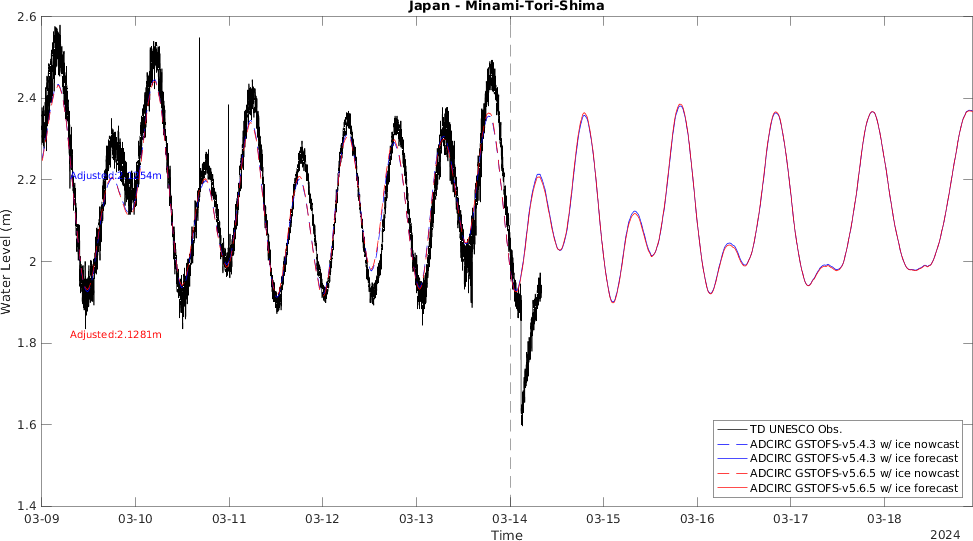 Japan - Minami-Tori-Shima
2.6
2.4
2.2
2
1.8
1.6
1.4
Water Level (m)
Adjusted:2.1281m
TD UNESCO Obs.
ADCIRC GSTOFS-v5.4.3 w/ ice nowcast
ADCIRC GSTOFS-v5.4.3 w/ ice forecast
ADCIRC GSTOFS-v5.6.5 w/ ice nowcast
ADCIRC GSTOFS-v5.6.5 w/ ice forecast
03-09 03-10 03-11 03-12 03-13 03-14 03-15 03-16 03-17 03-18
Time
2024